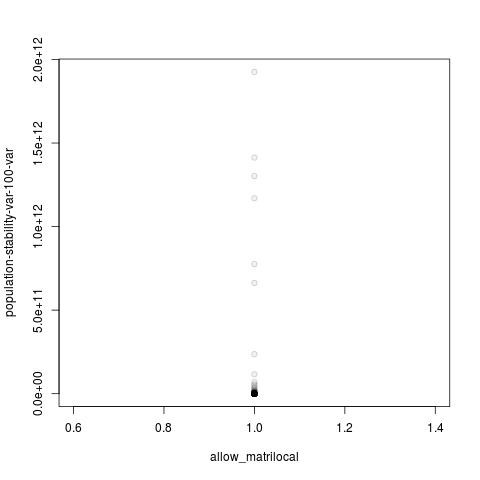 population-stability-var-100-var
2.0e+12
1.5e+12
1.0e+12
5.0e+11
0.0e+00
0.6 0.8 1.0 1.2 1.4
allow_matrilocal